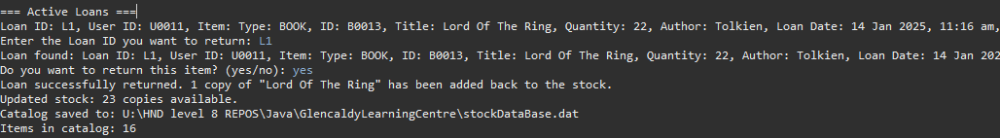 === Active Loans ===
Loan ID: L1, User ID: U0011, Item: Type: BOOK, ID: B0013, Title: Lord Of The Ring, Quantity: 22, Author: Tolkien, Loan Date: 14 Jan 2025, 11:16 am,
Enter the Loan ID you want to return: L1
Loan found: Loan ID: L1, User ID: U0011, Item: Type: BOOK, ID: B0013, Title: Lord Of The Ring, Quantity: 22, Author: Tolkien, Loan Date: 14 Jan 202
Do you want to return this item? (yes/no): yes
Loan successfully returned. 1 copy of "Lord Of The Ring" has been added back to the stock.
Updated stock: 23 copies available.
Catalog saved to: U:\HND level 8 REPOS\Java\GlencaldyLearningCentre\stockDataBase.dat
Items in catalog: 16